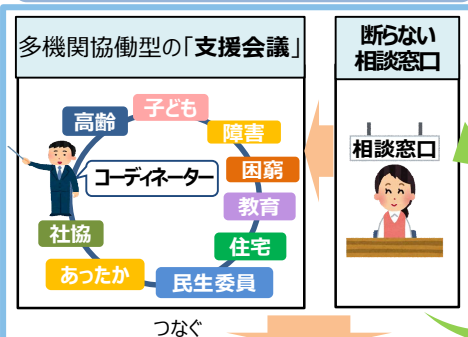 多機関協働型の「支援会議」
子ども
高齢
障害
コーディネーター
困窮
教育
社協
住宅
あったか
民生委員
断らない
相談窓口
相談窓口
つなぐ